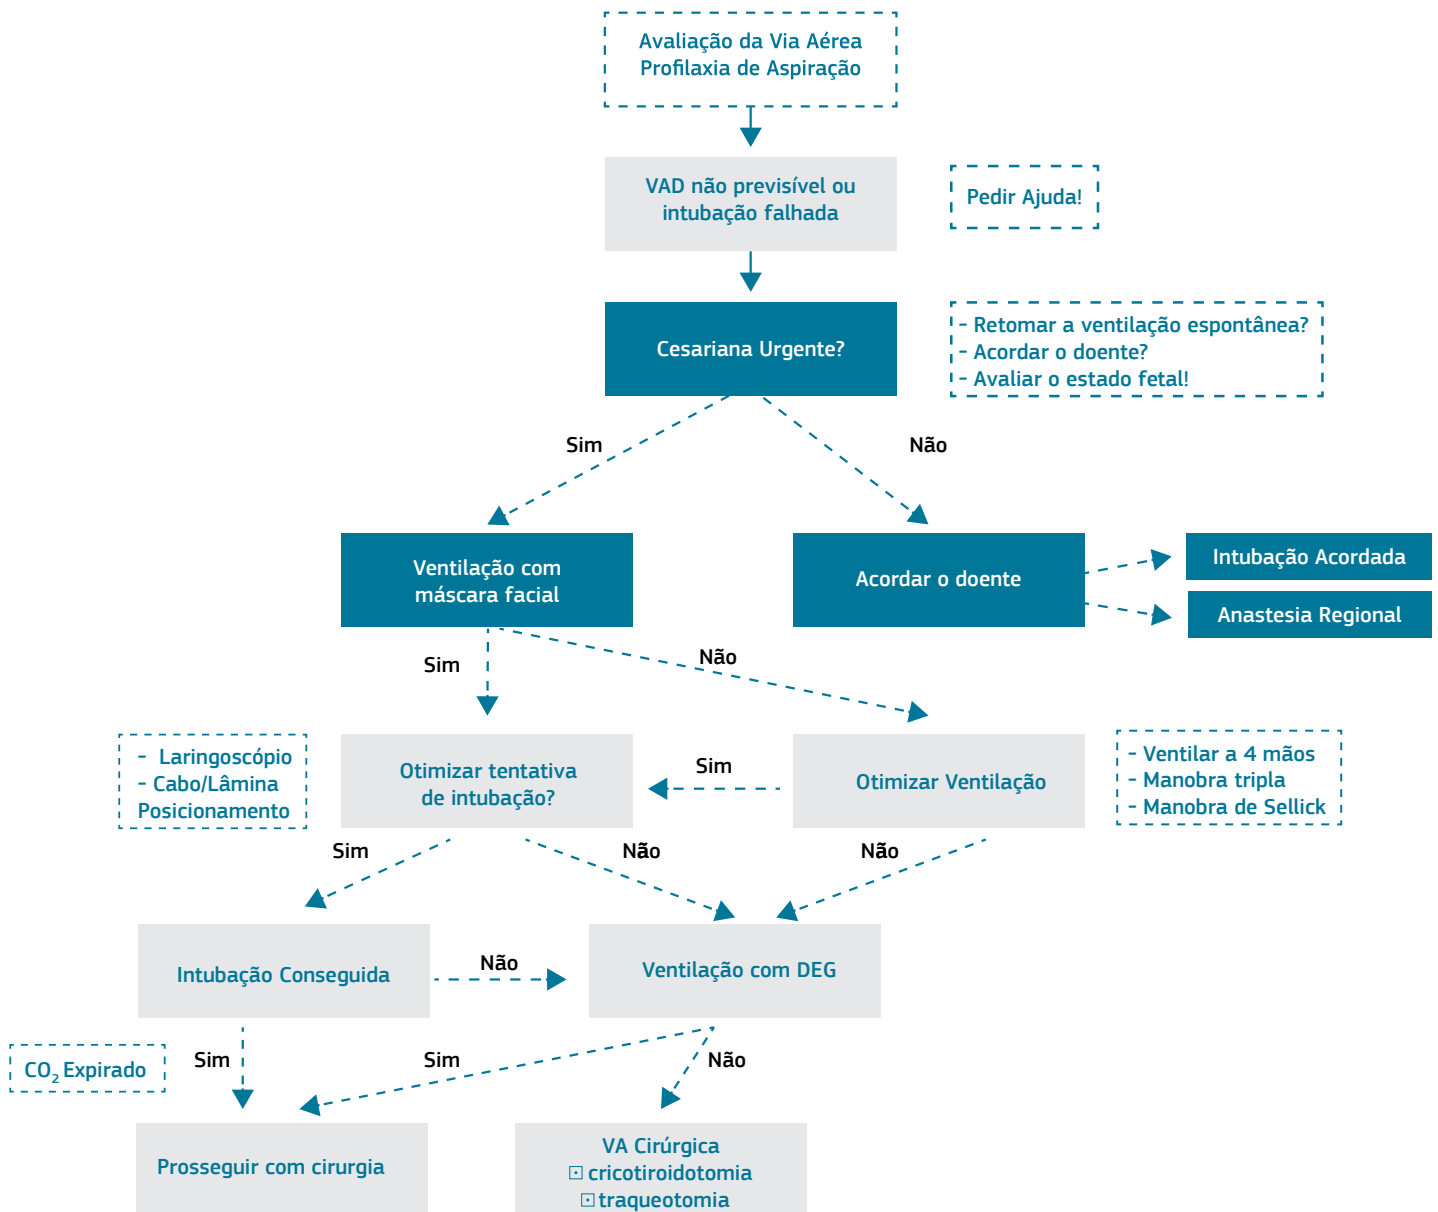 Avaliação da Via Aérea
Profilaxia de Aspiração
VAD não previsível ou
intubação falhada
Pedir Ajuda!
Cesariana Urgente?
- Retomar a ventilação espontânea?
- Acordar o doente?
- Avaliar o estado fetal!
Sim
Não
Ventilação com
máscara facial
Acordar o doente
Intubação Acordada
Anastesia Regional
Sim
Não
- Laringoscópio
- Cabo/Lâmina
Posicionamento
Otimizar tentativa
de intubação?
Sim
Otimizar Ventilação
- Ventilar a 4 mãos
- Manobra tripla
- Manobra de Sellick
Sim
Não
Não
Intubação Conseguida
Não
Ventilação com DEG
CO₂ Expirado
Sim
Sim
Não
Prosseguir com cirurgia
VA Cirúrgica
⊡ cricotiroidotomia
⊡ traqueotomia